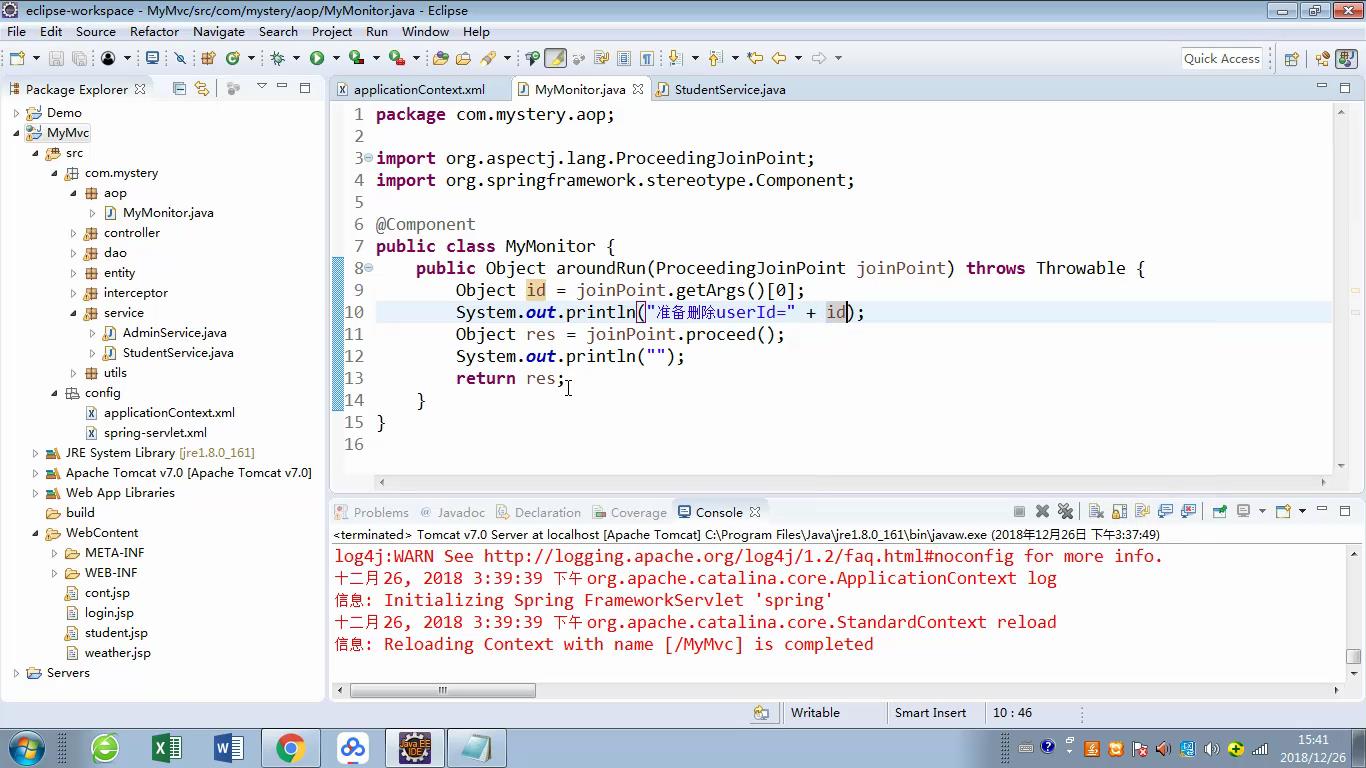 eclipse-workspace - MyMvc/src/com/mystery/aop/MyMonitor.java - Eclipse
File Edit Source Refactor Navigate Search Project Run Window Help
Quick Access
Package Explorer
applicationContext.xml MyMonitor.java StudentService.java
Demo
MyMvc
src
com.mystery
aop
MyMonitor.java
controller
dao
entity
interceptor
service
AdminService.java
StudentService.java
utils
config
applicationContext.xml
spring-servlet.xml
JRE System Library [jre1.8.0_161]
Apache Tomcat v7.0 [Apache Tomcat v7.0]
Web App Libraries
build
WebContent
META-INF
WEB-INF
cont.jsp
login.jsp
student.jsp
weather.jsp
Servers
1 package com.mystery.aop;
2
3 import org.aspectj.lang.ProceedingJoinPoint;
4 import org.springframework.stereotype.Component;
5
6 @Component
7 public class MyMonitor {
8 public Object aroundRun(ProceedingJoinPoint joinPoint) throws Throwable {
9 Object id = joinPoint.getArgs()[0];
10 System.out.println("准备删除userId=" + id);
11 Object res = joinPoint.proceed();
12 System.out.println("");
13 return res;
14 }
15 }
16
Problems @ Javadoc Declaration Coverage Console
<terminated> Tomcat v7.0 Server at localhost [Apache Tomcat] C:\Program Files\Java\jre1.8.0_161\bin\javaw.exe (2018年12月26日 下午3:37:49)
log4j:WARN See http://logging.apache.org/log4j/1.2/faq.html#noconfig for more info.
十二月 26, 2018 3:39:39 下午 org.apache.catalina.core.ApplicationContext log
信息: Initializing Spring FrameworkServlet 'spring'
十二月 26, 2018 3:39:39 下午 org.apache.catalina.core.StandardContext reload
信息: Reloading Context with name [/MyMvc] is completed
Writable Smart Insert 10 : 46
Java EE
IDE
15:41
2018/12/26